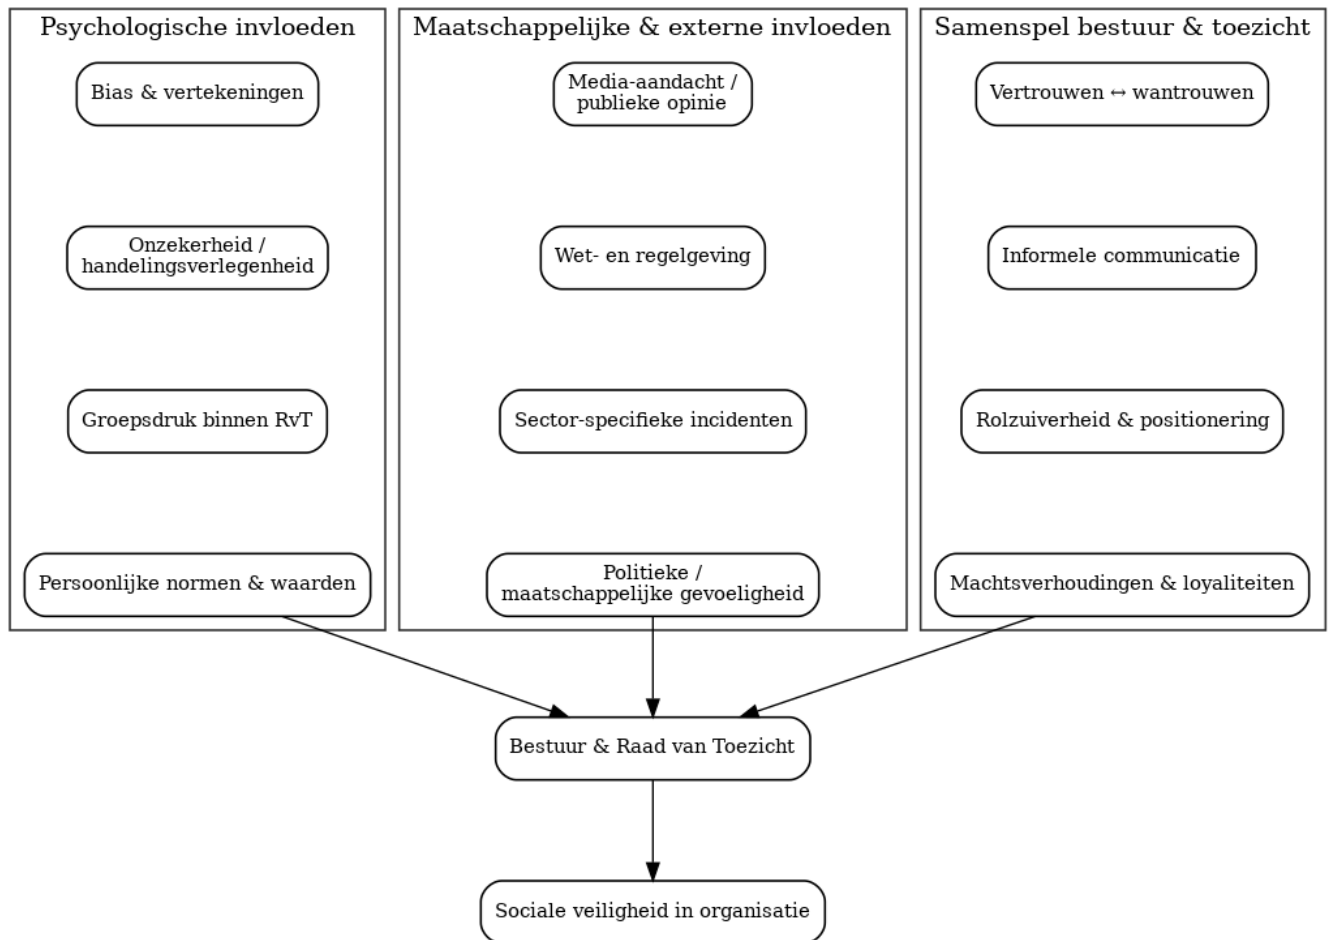 Psychologische invloeden
Bias & vertekeningen
Onzekerheid /
handelingsverlegenheid
Groepsdruk binnen RvT
Persoonlijke normen & waarden
Maatschappelijke & externe invloeden
Media-aandacht /
publieke opinie
Wet- en regelgeving
Sector-specifieke incidenten
Politieke /
maatschappelijke gevoeligheid
Samenspel bestuur & toezicht
Vertrouwen ↔ wantrouwen
Informele communicatie
Rolzuiverheid & positionering
Machtsverhoudingen & loyaliteiten
Bestuur & Raad van Toezicht
Sociale veiligheid in organisatie